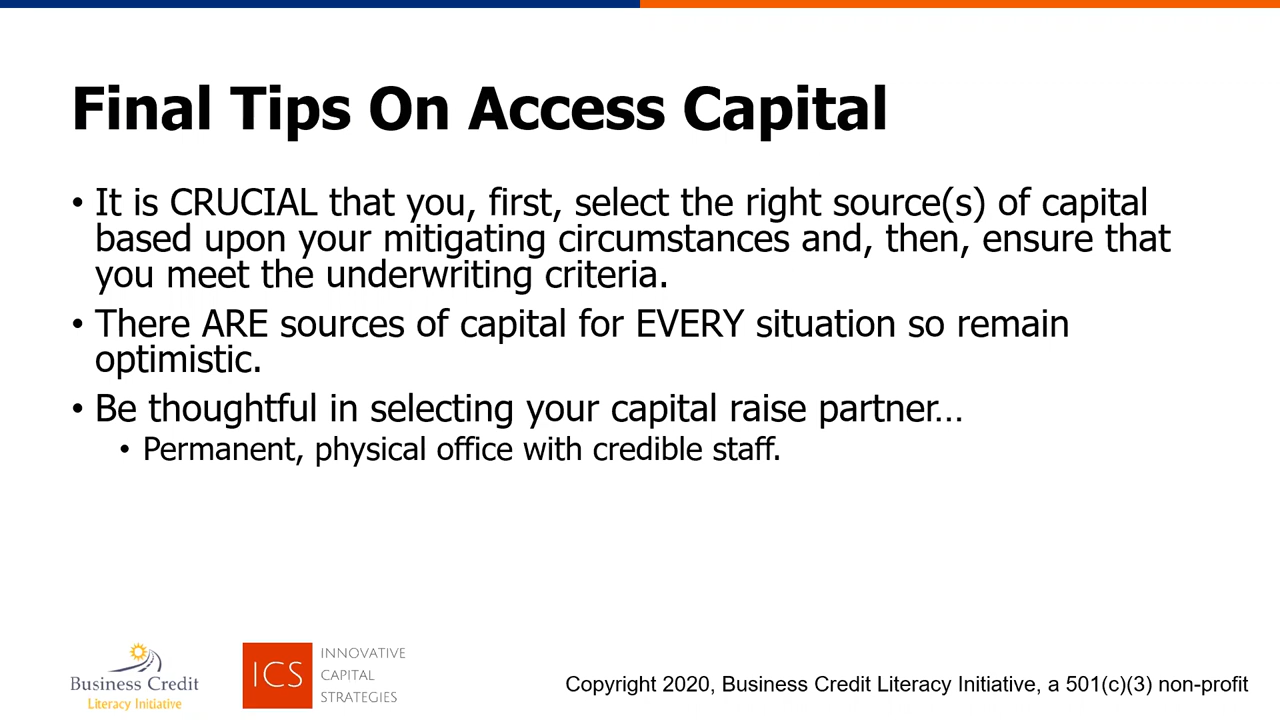 Final Tips On Access Capital
• It is CRUCIAL that you, first, select the right source(s) of capital
based upon your mitigating circumstances and, then, ensure that
you meet the underwriting criteria.
• There ARE sources of capital for EVERY situation so remain
optimistic.
• Be thoughtful in selecting your capital raise partner…
• Permanent, physical office with credible staff.
Business Credit
Literacy Initiative
ICS
INNOVATIVE
CAPITAL
STRATEGIES
Copyright 2020, Business Credit Literacy Initiative, a 501(c)(3) non-profit